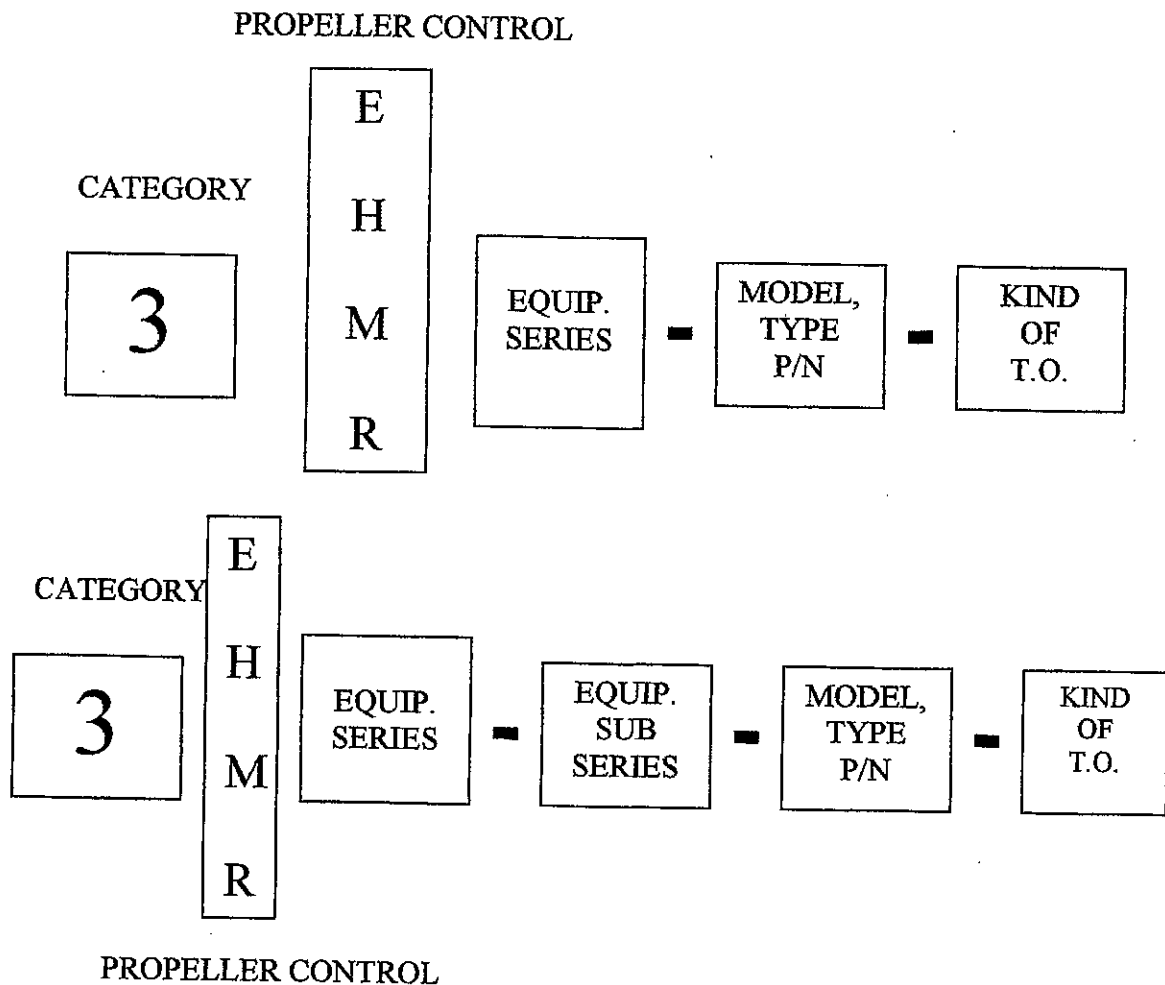 PROPELLER CONTROL
E
H
M
R
CATEGORY
3
EQUIP.
SERIES
-
MODEL,
TYPE
P/N
-
KIND
OF
T.O.
CATEGORY
3
E
H
M
R
EQUIP.
SERIES
-
EQUIP.
SUB
SERIES
-
MODEL,
TYPE
P/N
-
KIND
OF
T.O.
PROPELLER CONTROL